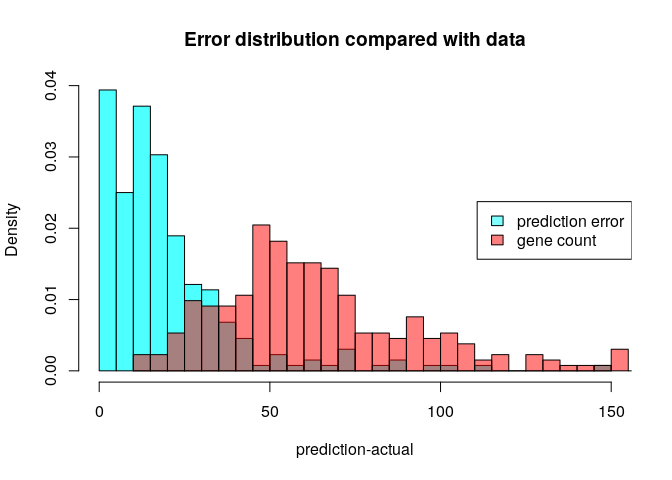 Error distribution compared with data
0.04
0.03
0.02
0.01
0.00
Density
prediction error
gene count
0 50 100 150
prediction-actual